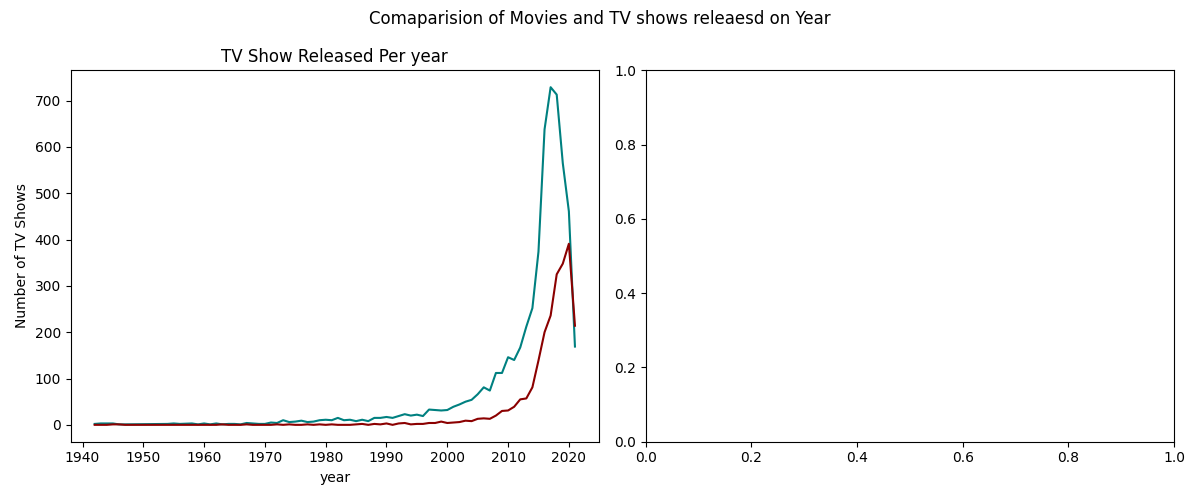 Comaparision of Movies and TV shows releaesd on Year
TV Show Released Per year
700
600
500
400
300
200
100
0
Number of TV Shows
1940 1950 1960 1970 1980 1990 2000 2010 2020
year
1.0
0.8
0.6
0.4
0.2
0.0
0.0 0.2 0.4 0.6 0.8 1.0